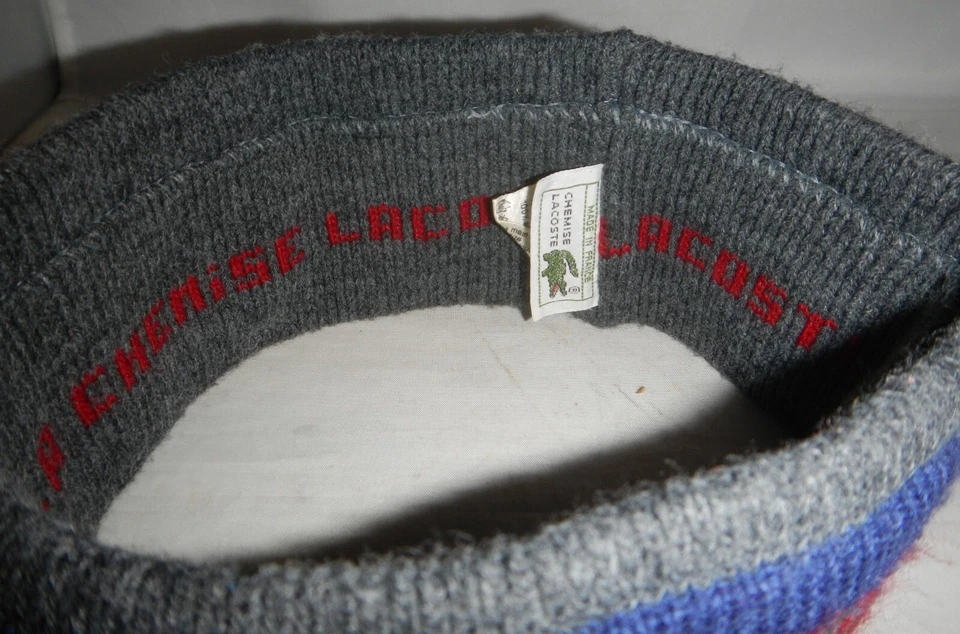 CHEMISE LACO
LACOST
CHEMISE
LACOSTE
®
MADE IN FRANCE